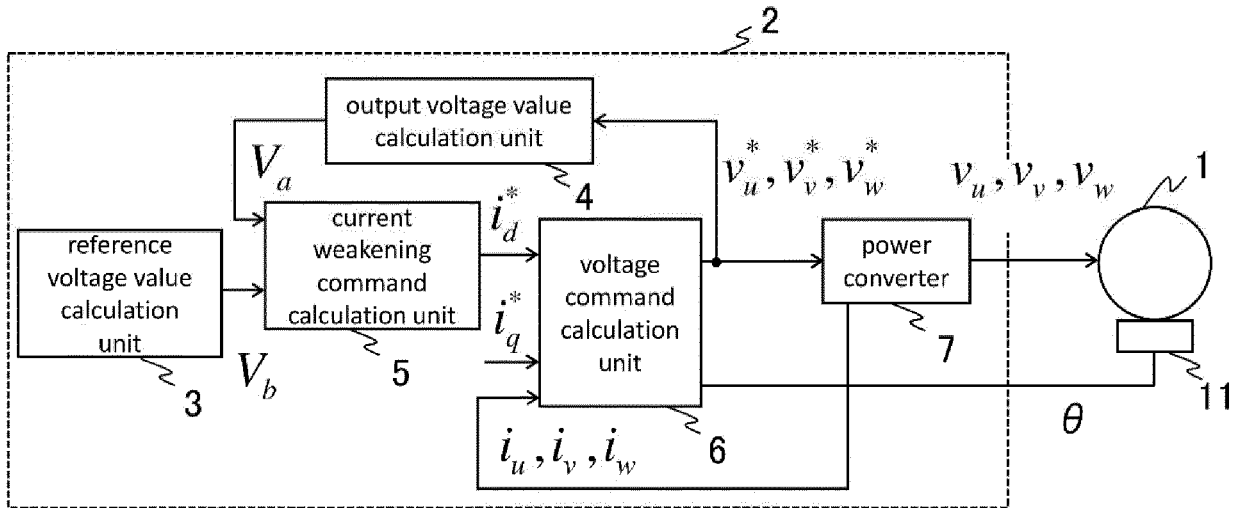 2
output voltage value
calculation unit
4
V_a
v_u^*, v_v^*, v_w^*
v_u, v_v, v_w
1
reference
voltage value
calculation
unit
3
V_b
current
weakening
command
calculation unit
5
i_d^*
i_q^*
voltage
command
calculation
unit
6
i_u, i_v, i_w
power
converter
7
11
θ